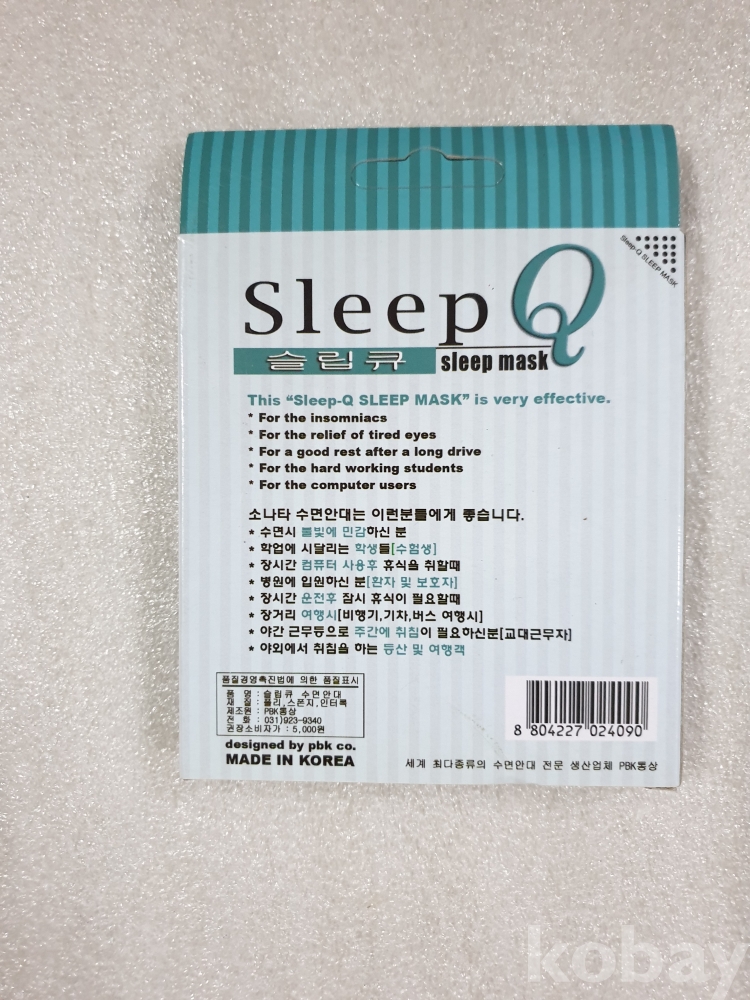 Sleep-Q SLEEP MASK
Sleep Q
슬립큐 sleep mask
This “Sleep-Q SLEEP MASK” is very effective.
* For the insomniacs
* For the relief of tired eyes
* For a good rest after a long drive
* For the hard working students
* For the computer users
소나타 수면안대는 이런분들에게 좋습니다.
* 수면시 불빛에 민감하신 분
* 학업에 시달리는 학생들[수험생]
* 장시간 컴퓨터 사용후 휴식을 취할때
* 병원에 입원하신 분[환자 및 보호자]
* 장시간 운전후 잠시 휴식이 필요할때
* 장거리 여행시[비행기,기차,버스 여행시]
* 야간 근무등으로 주간에 취침이 필요하신분[교대근무자]
* 야외에서 취침을 하는 등산 및 여행객
품질경영촉진법에 의한 품질표시
품 명 : 슬립큐 수면안대
재 질 : 폴리,스폰지,인터록
제조원 : PBK통상
전 화 : 031)923-9340
권장소비자가 : 5,000원
designed by pbk co.
MADE IN KOREA
8 804227 024090
세계 최다종류의 수면안대 전문 생산업체 PBK통상
kobay